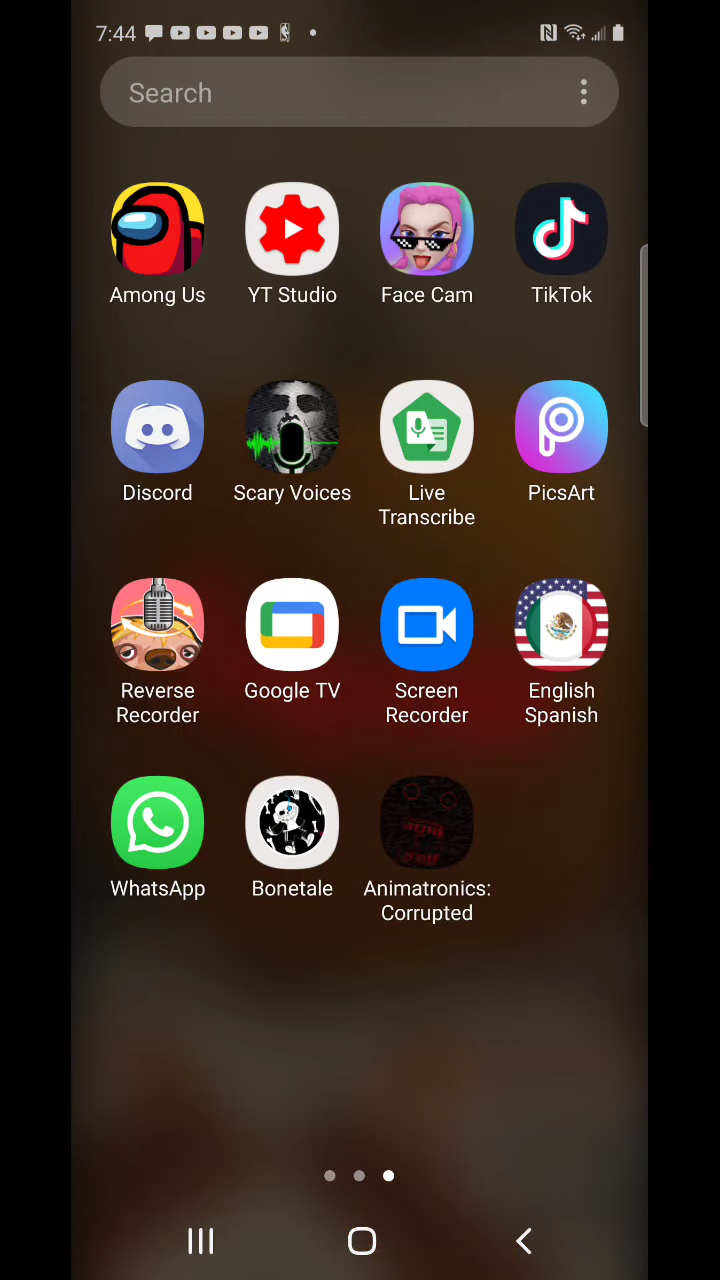 7:44
Search
Among Us
YT Studio
Face Cam
TikTok
Discord
Scary Voices
Live
Transcribe
PicsArt
Reverse
Recorder
Google TV
Screen
Recorder
English
Spanish
WhatsApp
Bonetale
Animatronics:
Corrupted